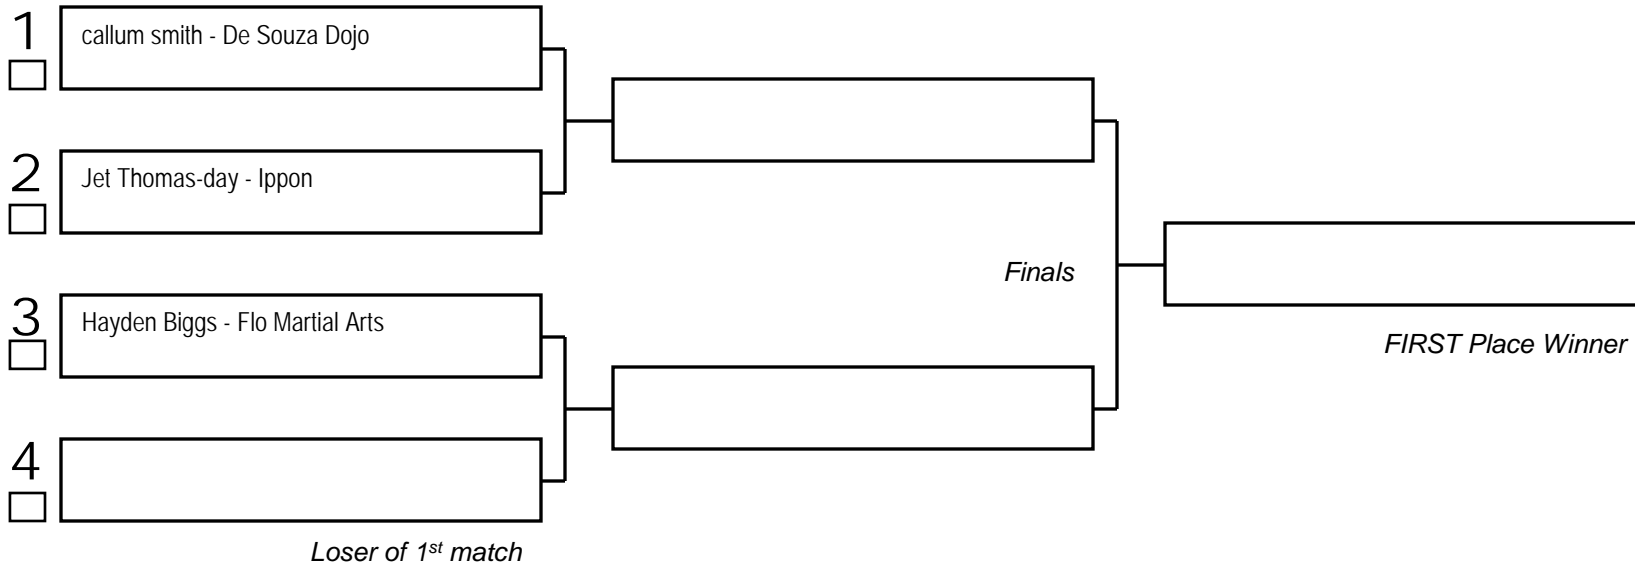 1
callum smith - De Souza Dojo
2
Jet Thomas-day - Ippon
Finals
3
Hayden Biggs - Flo Martial Arts
FIRST Place Winner
4
Loser of 1st match